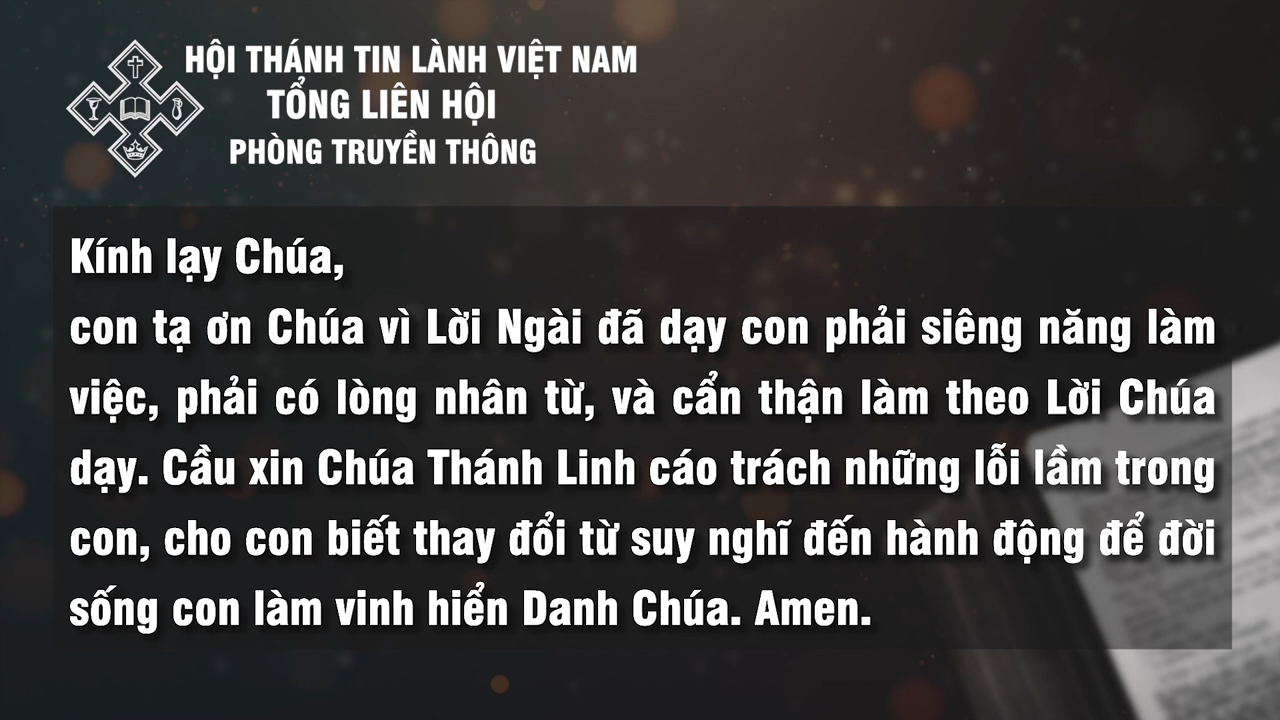 HỘI THÁNH TIN LÀNH VIỆT NAM
TỔNG LIÊN HỘI
PHÒNG TRUYỀN THÔNG
Kính lạy Chúa,
con tạ ơn Chúa vì Lời Ngài đã dạy con phải siêng năng làm
việc, phải có lòng nhân từ, và cẩn thận làm theo Lời Chúa
dạy. Cầu xin Chúa Thánh Linh cáo trách những lỗi lầm trong
con, cho con biết thay đổi từ suy nghĩ đến hành động để đời
sống con làm vinh hiển Danh Chúa. Amen.